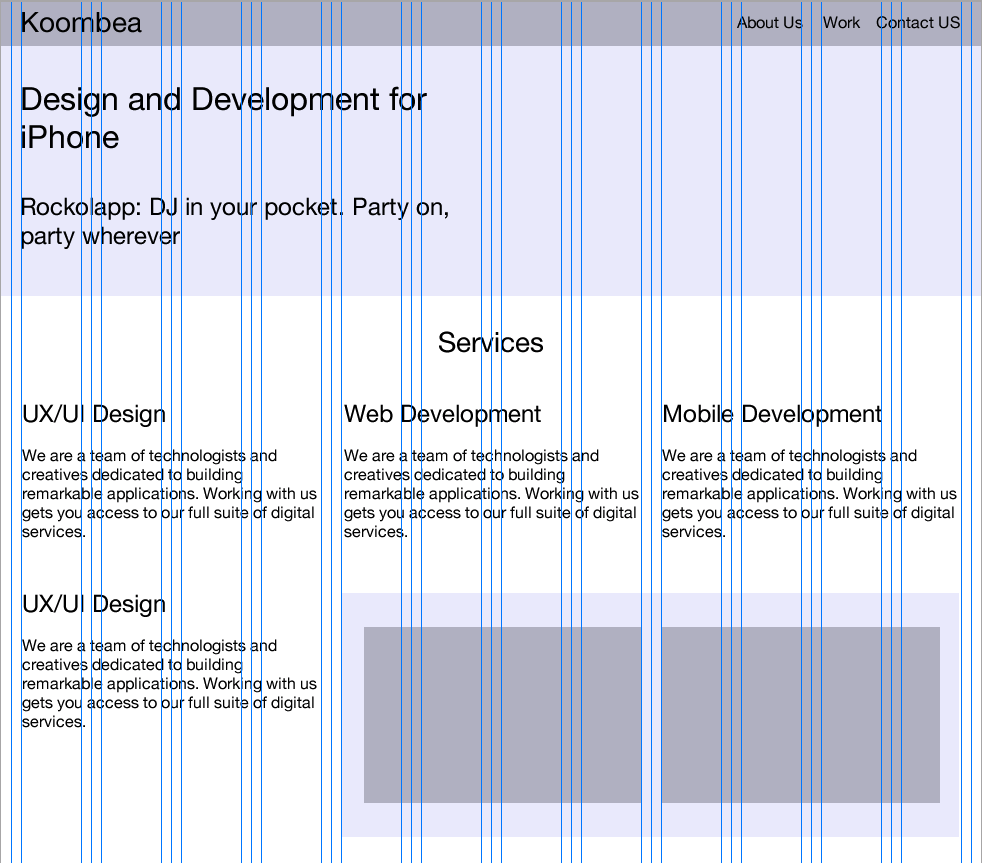 Koombea
About Us Work Contact US
Design and Development for
iPhone
Rockolapp: DJ in your pocket. Party on,
party wherever
Services
UX/UI Design
We are a team of technologists and
creatives dedicated to building
remarkable applications. Working with us
gets you access to our full suite of digital
services.
Web Development
We are a team of technologists and
creatives dedicated to building
remarkable applications. Working with us
gets you access to our full suite of digital
services.
Mobile Development
We are a team of technologists and
creatives dedicated to building
remarkable applications. Working with us
gets you access to our full suite of digital
services.
UX/UI Design
We are a team of technologists and
creatives dedicated to building
remarkable applications. Working with us
gets you access to our full suite of digital
services.